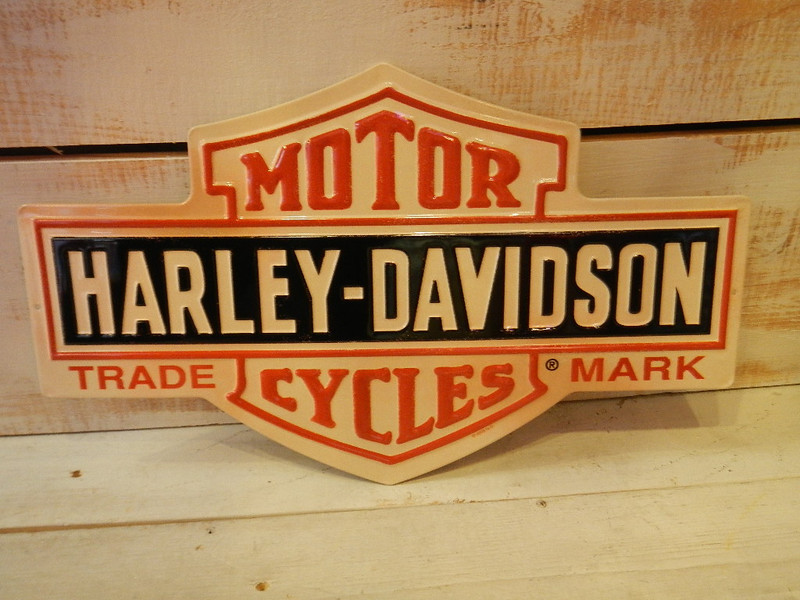 MOTOR
HARLEY-DAVIDSON
TRADE CYCLES ® MARK